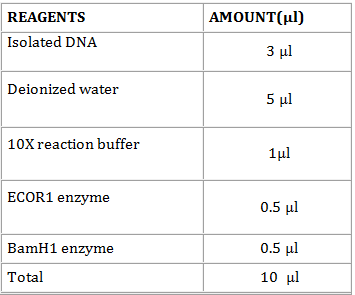 REAGENTS AMOUNT(µl)
Isolated DNA 3 µl
Deionized water 5 µl
10X reaction buffer 1µl
ECOR1 enzyme 0.5 µl
BamH1 enzyme 0.5 µl
Total 10 µl